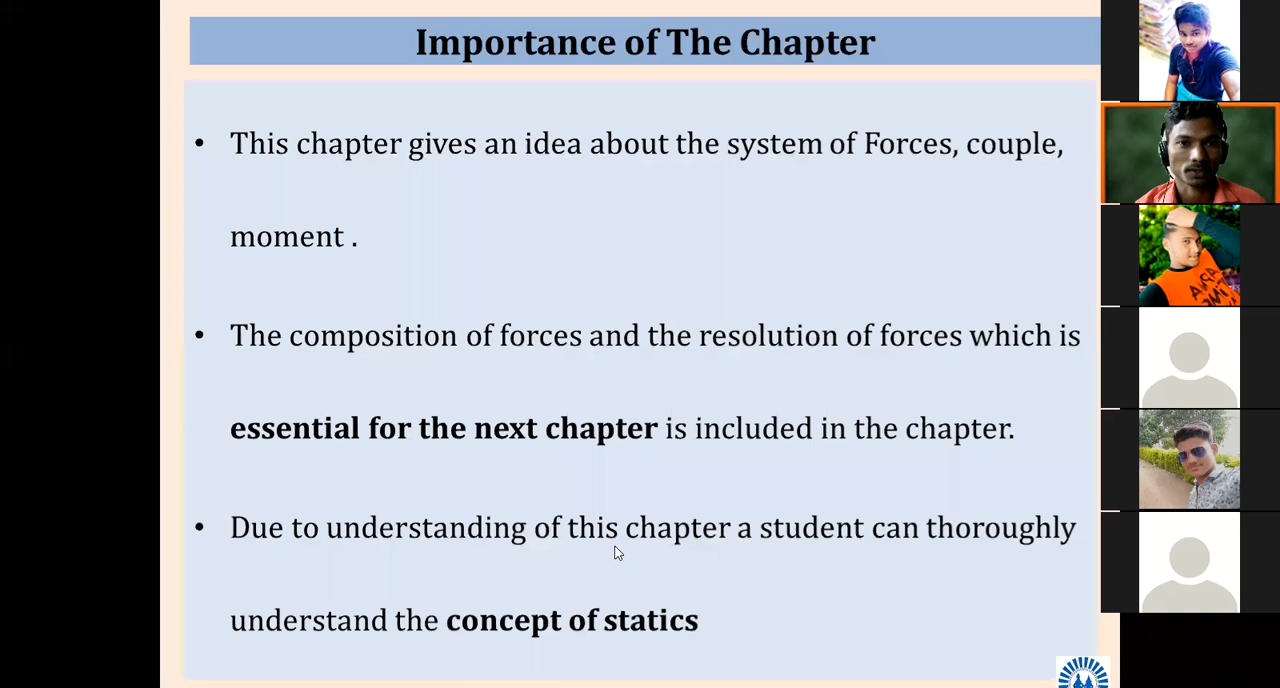 Importance of The Chapter
• This chapter gives an idea about the system of Forces, couple,
moment .
• The composition of forces and the resolution of forces which is
essential for the next chapter is included in the chapter.
• Due to understanding of this chapter a student can thoroughly
understand the concept of statics